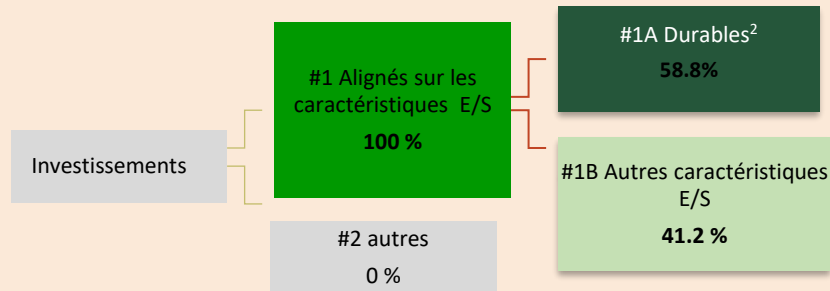 Investissements
#1 Alignés sur les
caractéristiques E/S
100 %
#2 autres
0 %
#1A Durables²
58.8%
#1B Autres caractéristiques
E/S
41.2 %